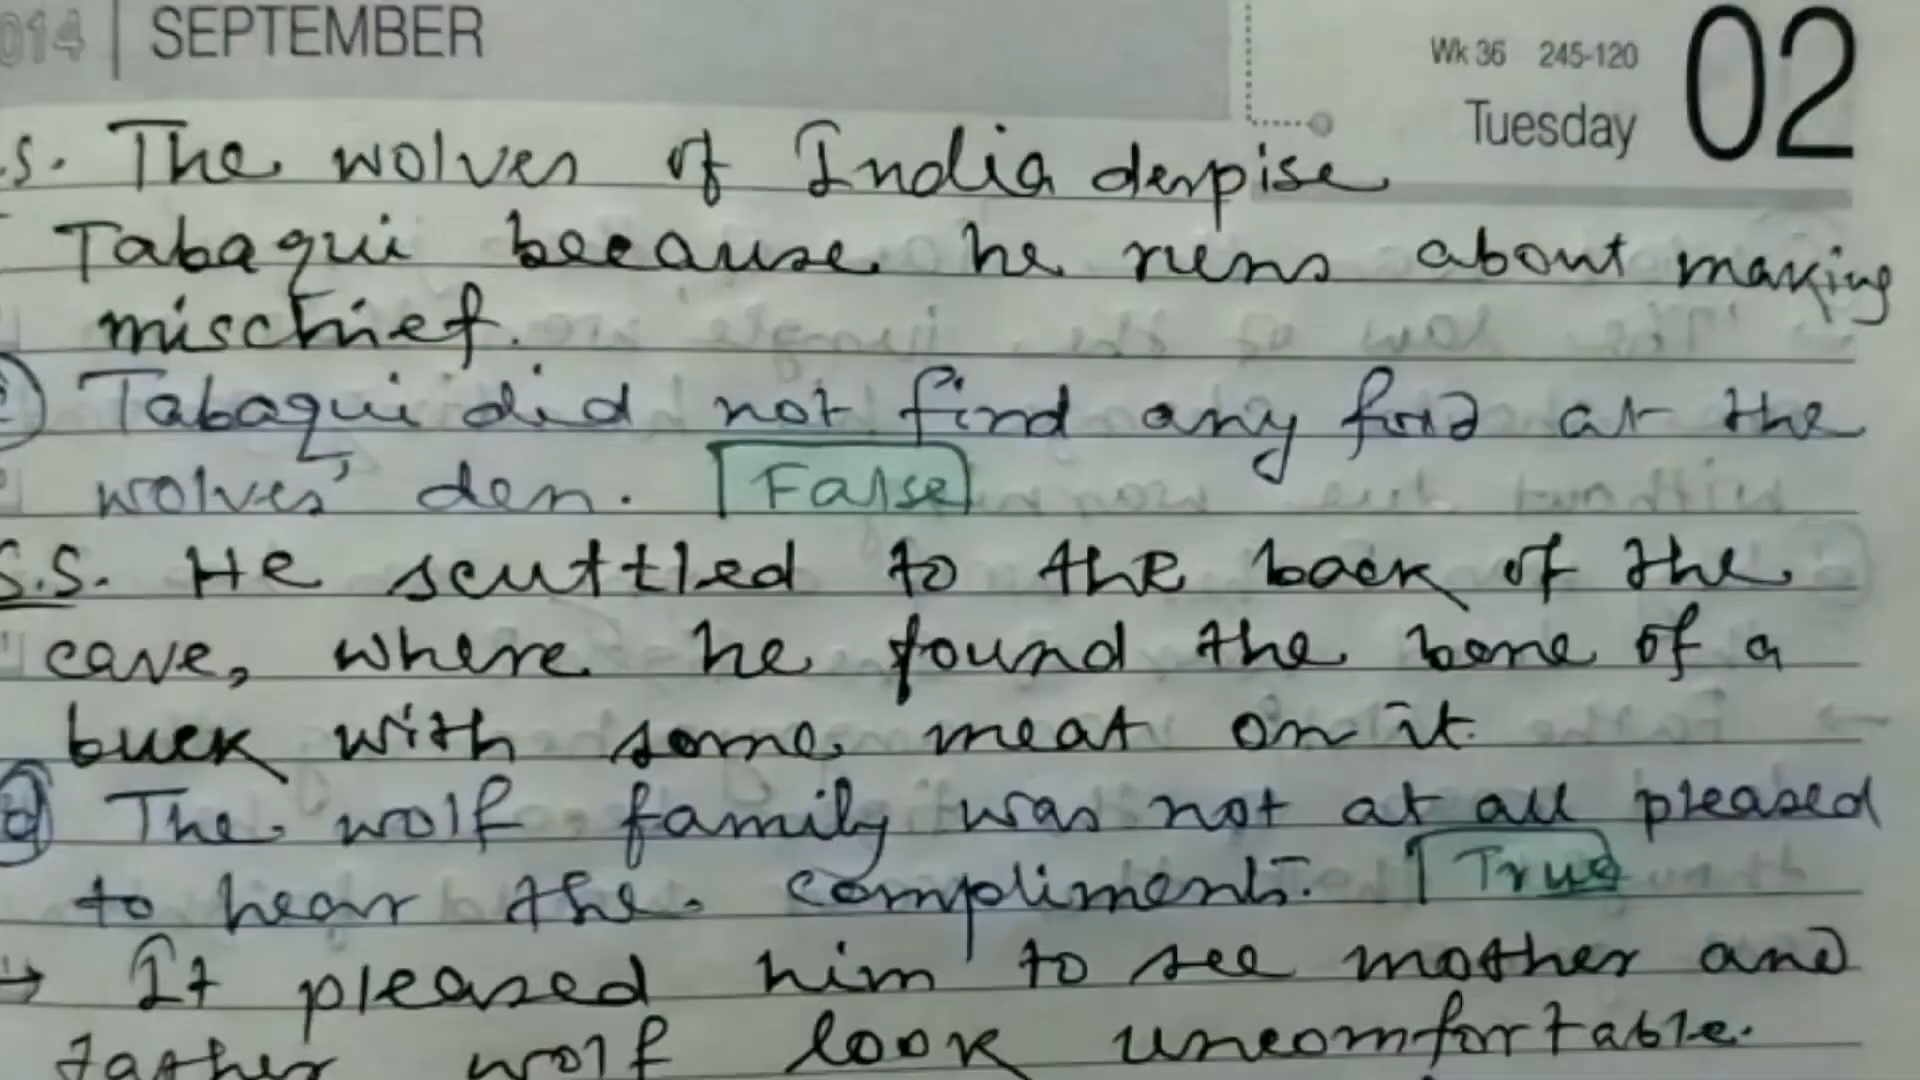 014 | SEPTEMBER
Wk 36 245-120
Tuesday 02
.S. The wolves of India despise
Tabaqui because he runs about making
mischief.
c) Tabaqui did not find any food at the
wolves' den. False
S.S. He scuttled to the back of the
cave, where he found the bone of a
buck with some meat on it.
d) The wolf family was not at all pleased
to hear the compliments. True
→ It pleased him to see mother and
father wolf look uncomfortable.